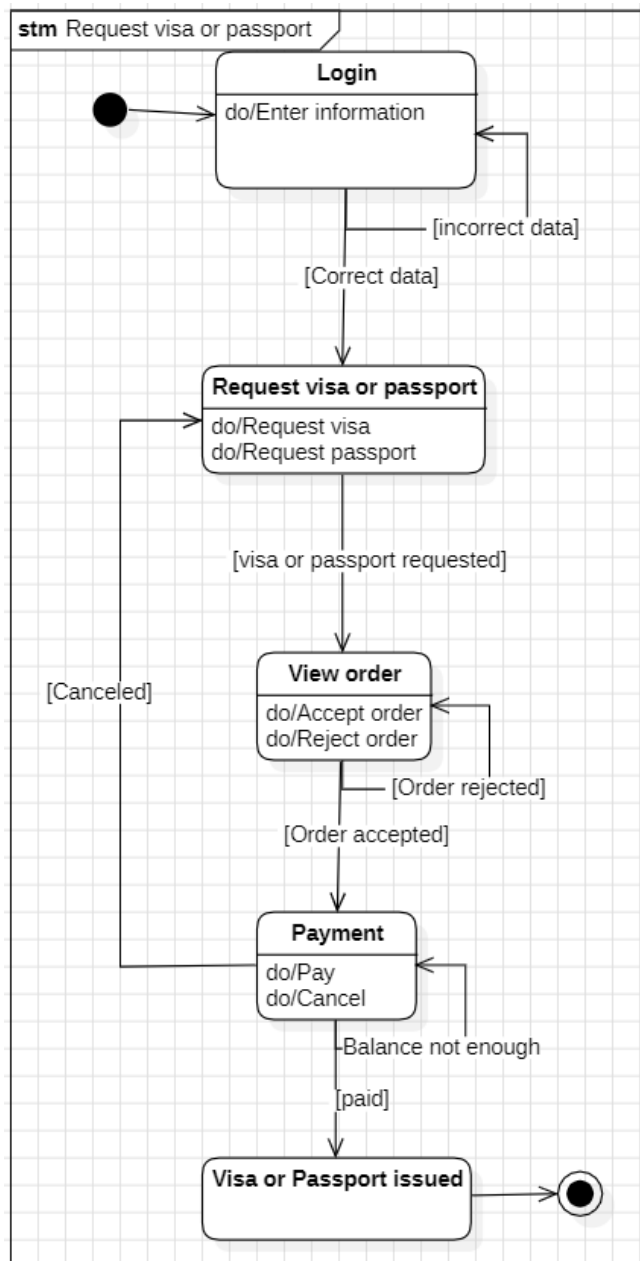 stm Request visa or passport
Login
do/Enter information
[incorrect data]
[Correct data]
Request visa or passport
do/Request visa
do/Request passport
[visa or passport requested]
View order
[Canceled]
do/Accept order
do/Reject order
[Order rejected]
[Order accepted]
Payment
do/Pay
do/Cancel
Balance not enough
[paid]
Visa or Passport issued